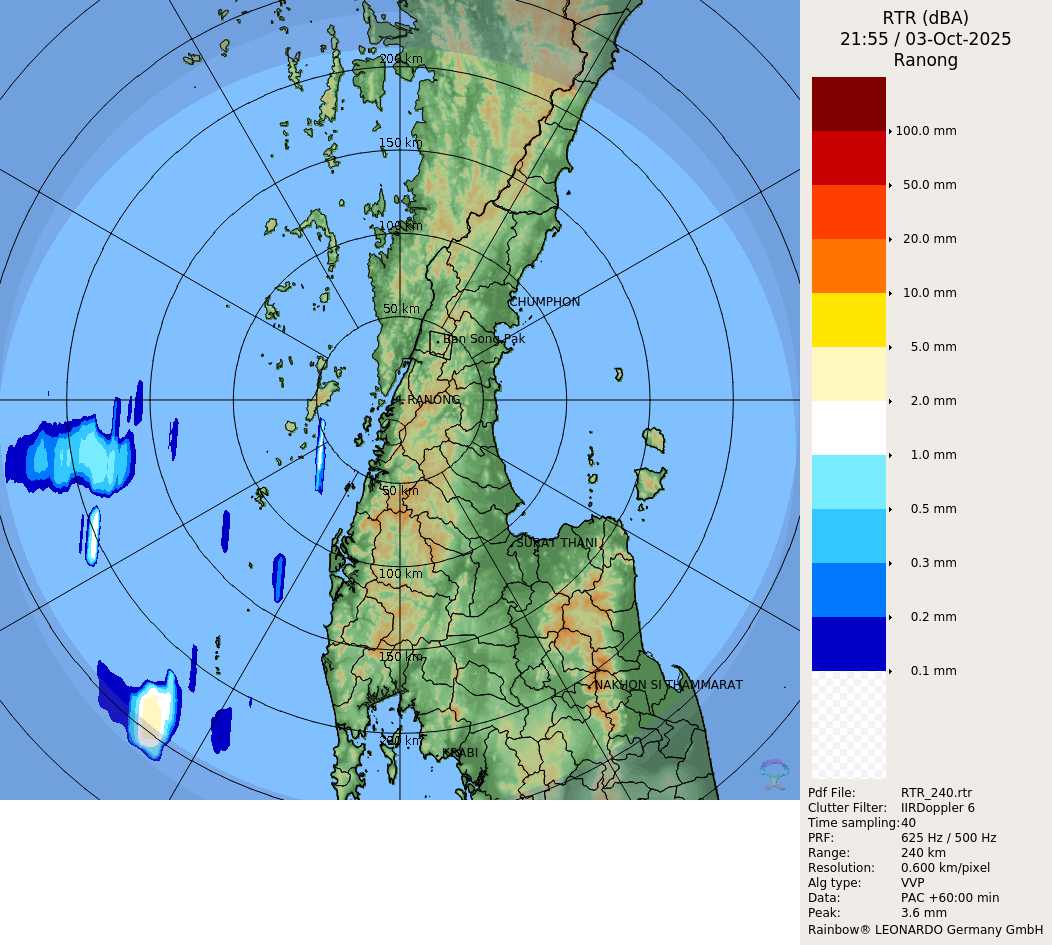 RTR (dBA)
21:55 / 03-Oct-2025
Ranong
200 km
150 km
100 km
50 km
CHUMPHON
Ban Song Pak
RANONG
50 km
SURAT THANI
100 km
150 km
NAKHON SI THAMMARAT
200 km
KRABI
100.0 mm
50.0 mm
20.0 mm
10.0 mm
5.0 mm
2.0 mm
1.0 mm
0.5 mm
0.3 mm
0.2 mm
0.1 mm
Pdf File: RTR_240.rtr
Clutter Filter: IIRDoppler 6
Time sampling: 40
PRF: 625 Hz / 500 Hz
Range: 240 km
Resolution: 0.600 km/pixel
Alg type: VVP
Data: PAC +60:00 min
Peak: 3.6 mm
Rainbow® LEONARDO Germany GmbH